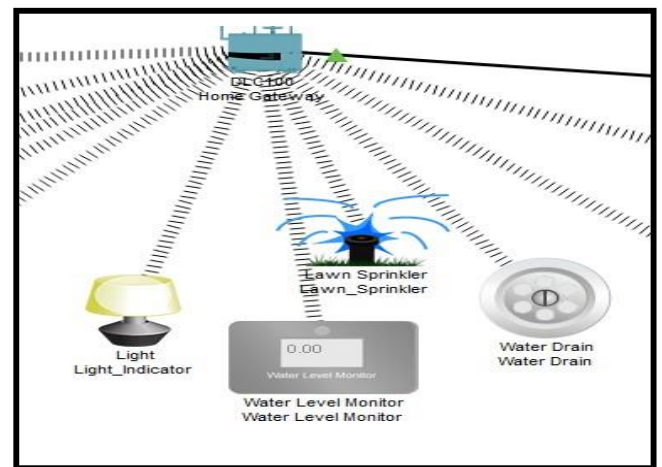 DLC100
Home Gateway
Lawn Sprinkler
Lawn_Sprinkler
Light
Light_Indicator
0.00
Water Level Monitor
Water Level Monitor
Water Level Monitor
Water Drain
Water Drain